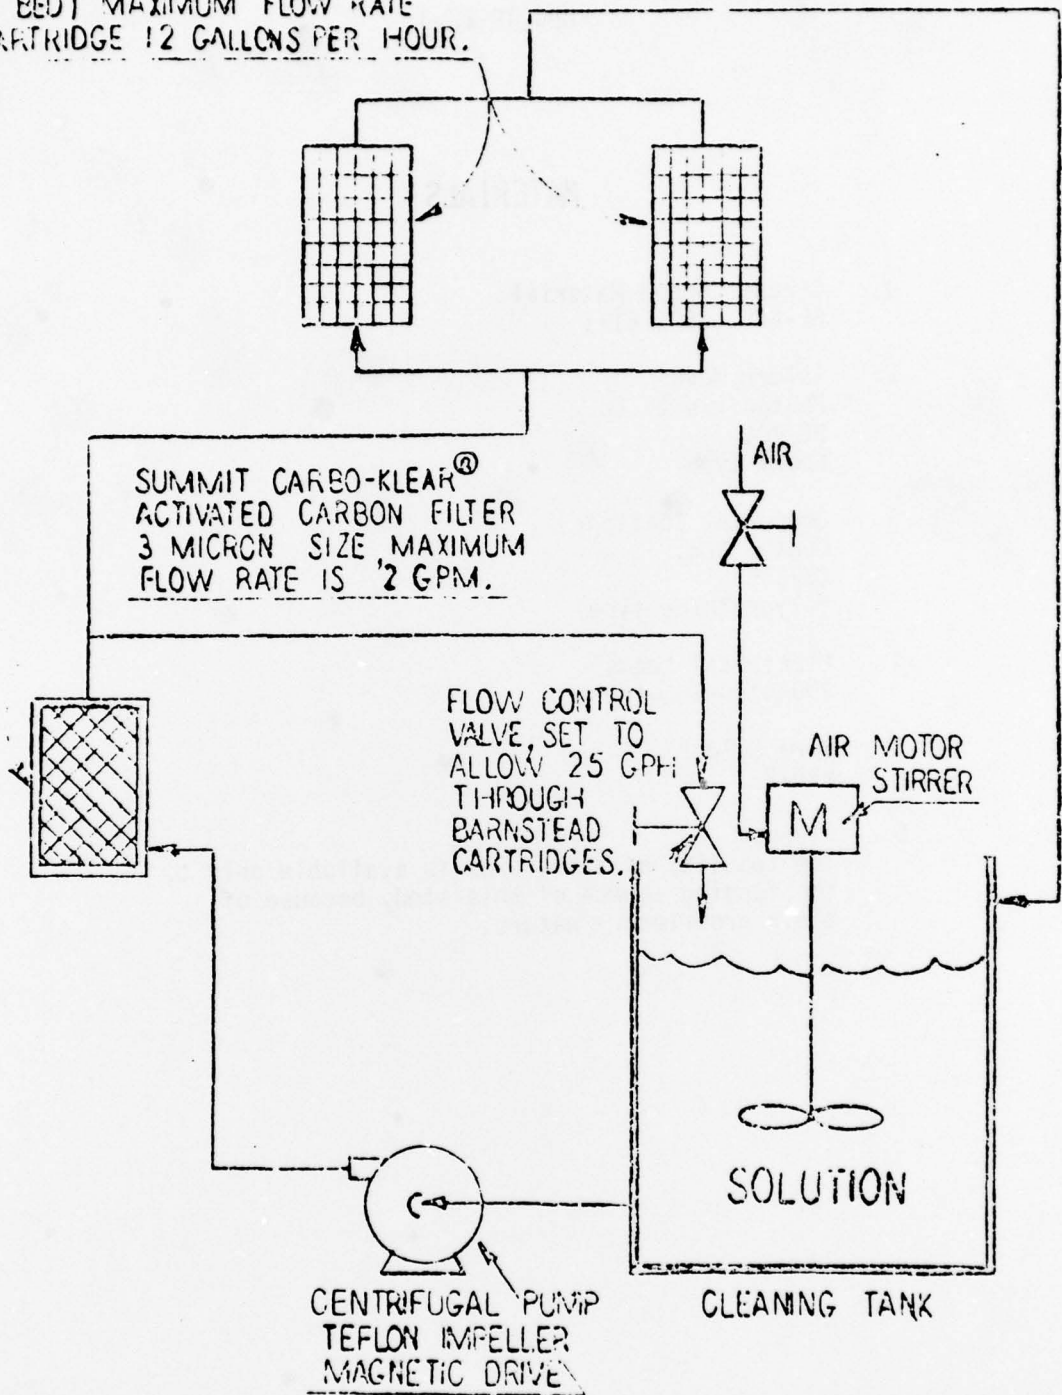 BED) MAXIMUM FLOW RATE
CARTRIDGE 12 GALLONS PER HOUR.
SUMMIT CARBO-KLEAR®
ACTIVATED CARBON FILTER
3 MICRON SIZE, MAXIMUM
FLOW RATE IS 2 GPM.
AIR
FLOW CONTROL
VALVE, SET TO
ALLOW 25 GPH
THROUGH
BARNSTEAD
CARTRIDGES.
AIR MOTOR
STIRRER
M
SOLUTION
CENTRIFUGAL PUMP
TEFLON IMPELLER
MAGNETIC DRIVE
CLEANING TANK